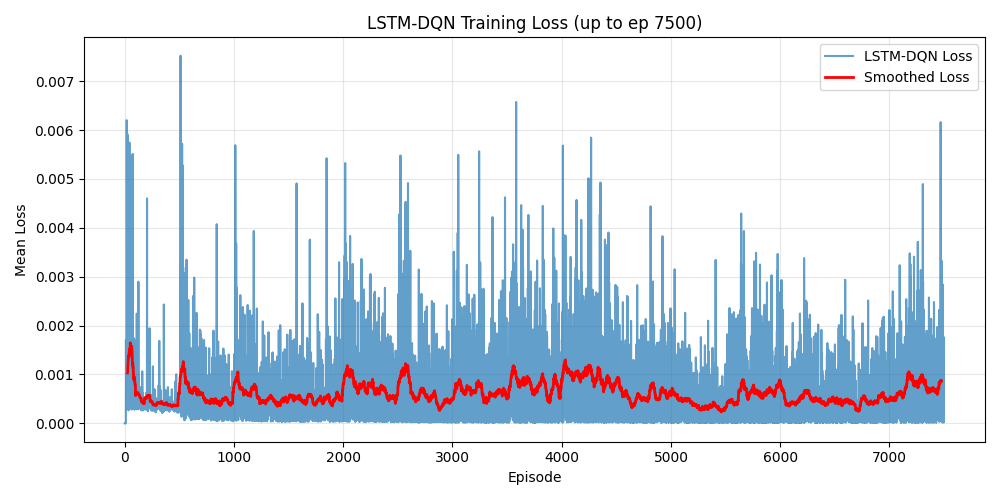 LSTM-DQN Training Loss (up to ep 7500)
LSTM-DQN Loss
Smoothed Loss
Mean Loss
0.007
0.006
0.005
0.004
0.003
0.002
0.001
0.000
0 1000 2000 3000 4000 5000 6000 7000
Episode